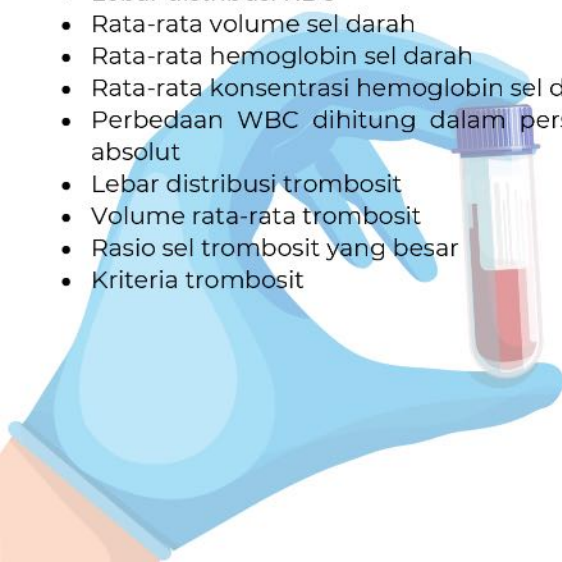 • Rata-rata volume sel darah
• Rata-rata hemoglobin sel darah
• Rata-rata konsentrasi hemoglobin sel
• Perbedaan WBC dihitung dalam
absolut
• Lebar distribusi trombosit
• Volume rata-rata trombosit
• Rasio sel trombosit yang besar
• Kriteria trombosit